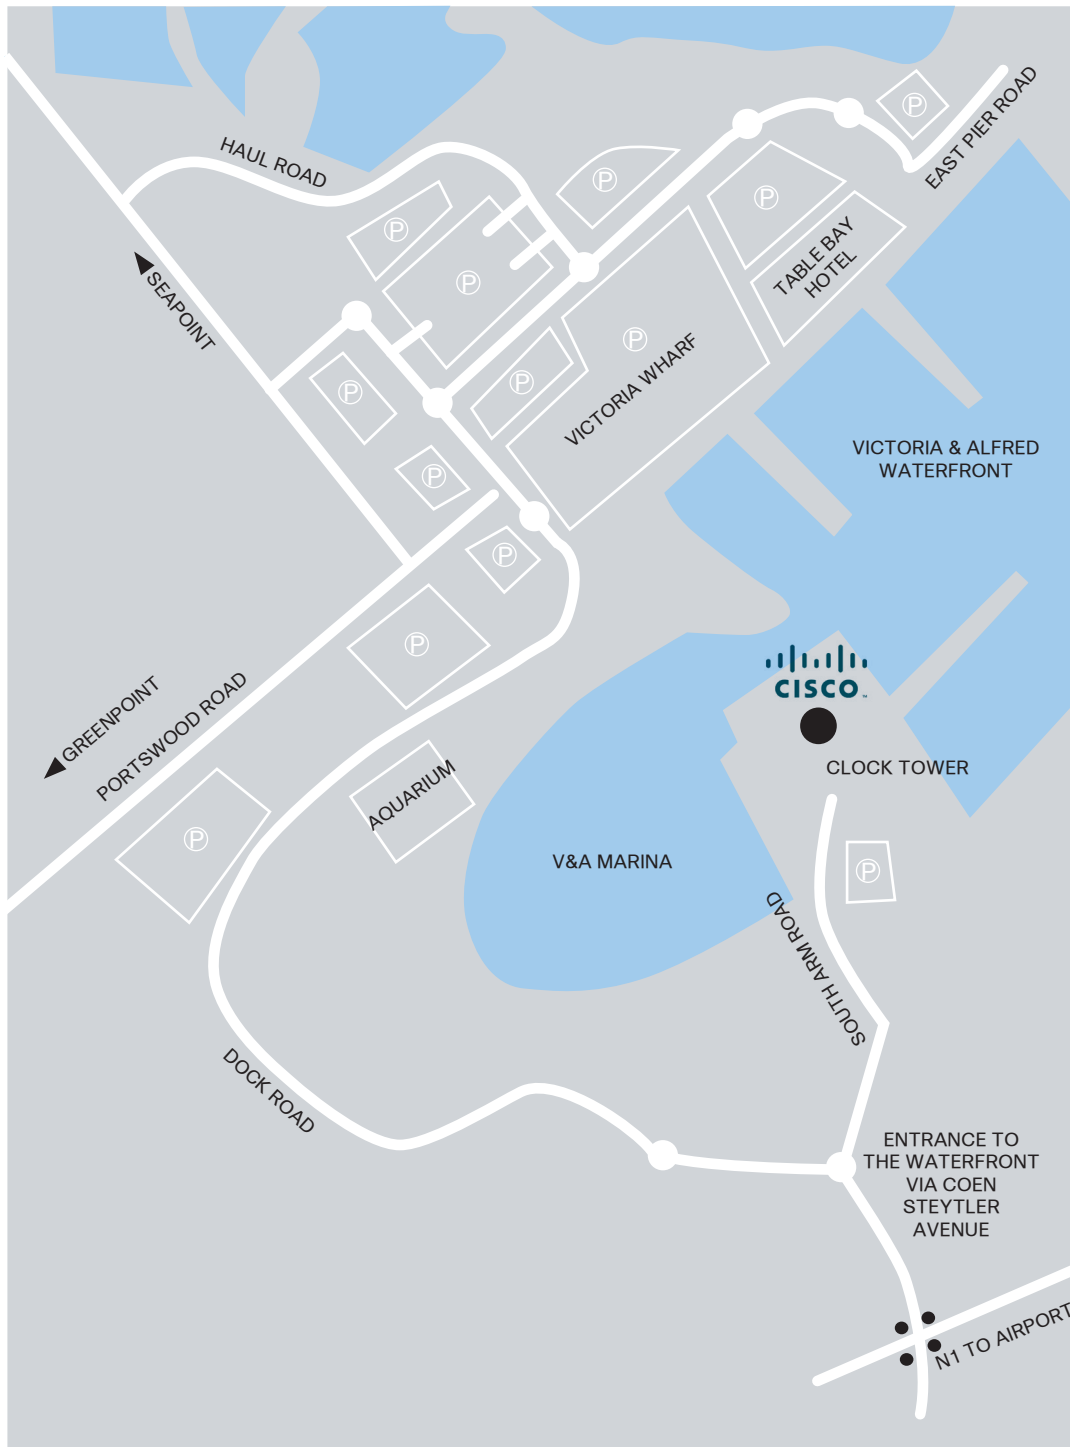 HAUL ROAD
EAST PIER ROAD
P
P
P
P
P
TABLE BAY
HOTEL
SEAPOINT
P
P
P
P
VICTORIA WHARF
VICTORIA & ALFRED
WATERFRONT
P
P
P
GREENPOINT
PORTSWOOD ROAD
CISCO™
CLOCK TOWER
AQUARIUM
P
V&A MARINA
P
SOUTH ARM ROAD
DOCK ROAD
ENTRANCE TO
THE WATERFRONT
VIA COEN
STEYTLER
AVENUE
N1 TO AIRPORT